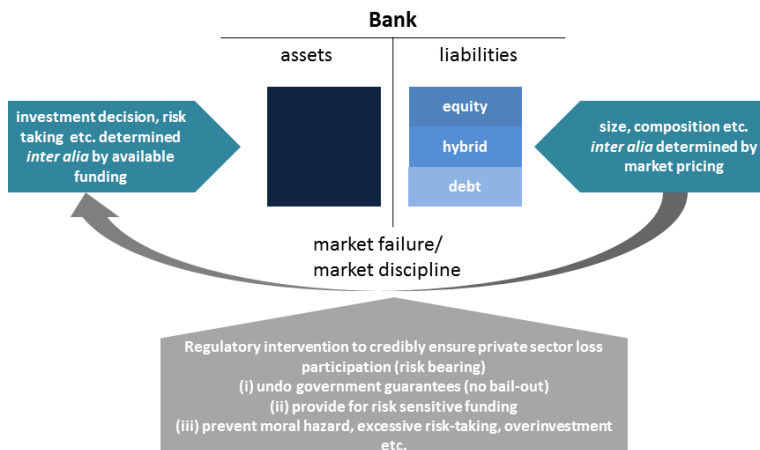 Bank
assets
liabilities
investment decision, risk
taking etc. determined
inter alia by available
funding
equity
hybrid
debt
size, composition etc.
inter alia determined by
market pricing
market failure/
market discipline
Regulatory intervention to credibly ensure private sector loss
participation (risk bearing)
(i) undo government guarantees (no bail-out)
(ii) provide for risk sensitive funding
(iii) prevent moral hazard, excessive risk-taking, overinvestment
etc.